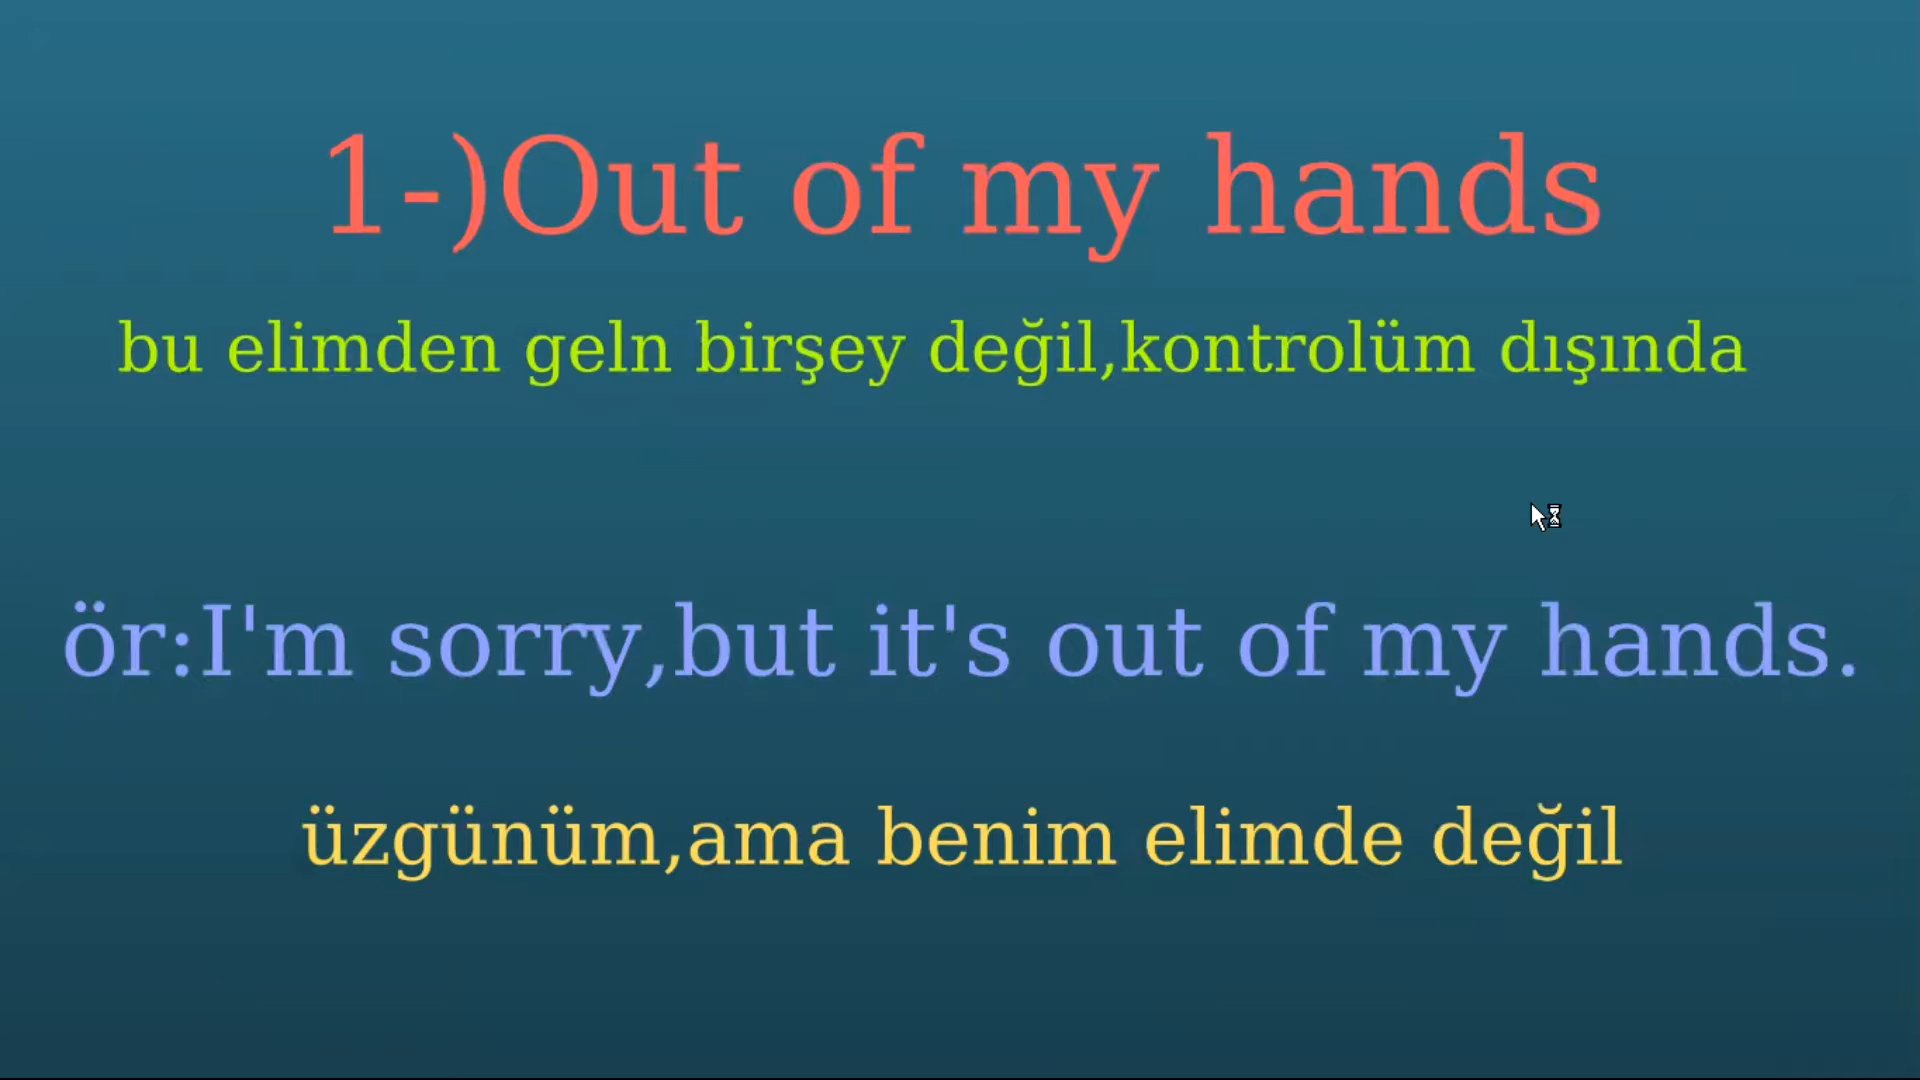 1-)Out of my hands
bu elimden geln birşey değil,kontrolüm dışında
ör:I'm sorry,but it's out of my hands.
üzgünüm,ama benim elimde değil